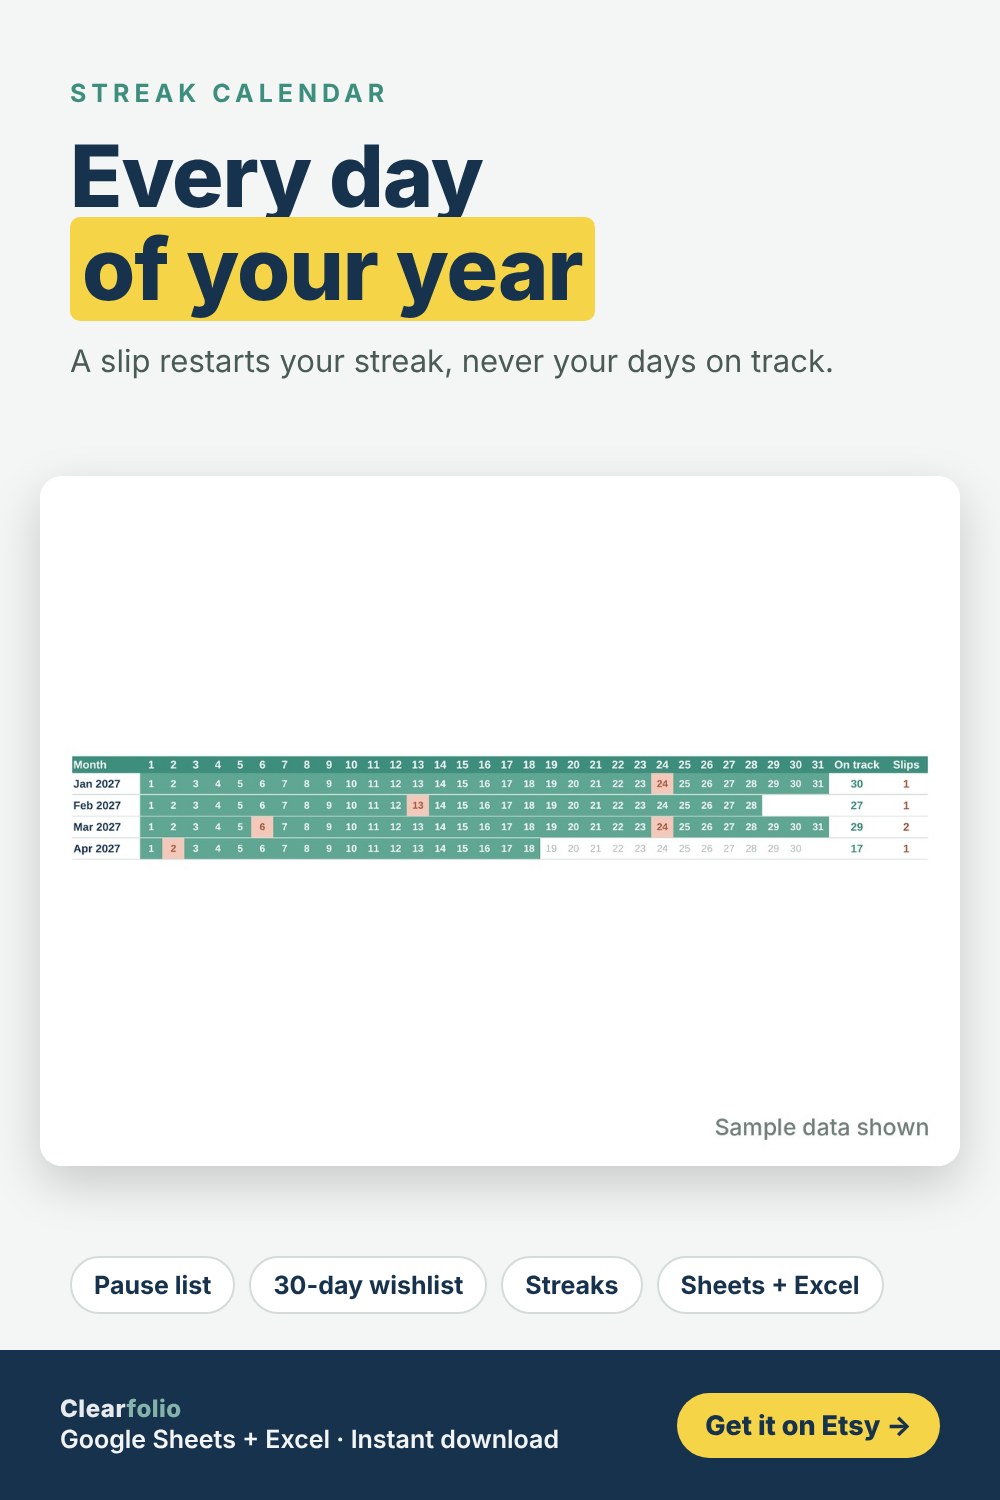 STREAK CALENDAR
Every day
of your year
A slip restarts your streak, never your days on track.
Month 1 2 3 4 5 6 7 8 9 10 11 12 13 14 15 16 17 18 19 20 21 22 23 24 25 26 27 28 29 30 31 On track Slips
Jan 2027 1 2 3 4 5 6 7 8 9 10 11 12 13 14 15 16 17 18 19 20 21 22 23 24 25 26 27 28 29 30 31 30 1
Feb 2027 1 2 3 4 5 6 7 8 9 10 11 12 13 14 15 16 17 18 19 20 21 22 23 24 25 26 27 28 27 1
Mar 2027 1 2 3 4 5 6 7 8 9 10 11 12 13 14 15 16 17 18 19 20 21 22 23 24 25 26 27 28 29 30 31 29 2
Apr 2027 1 2 3 4 5 6 7 8 9 10 11 12 13 14 15 16 17 18 19 20 21 22 23 24 25 26 27 28 29 30 17 1
Sample data shown
Pause list 30-day wishlist Streaks Sheets + Excel
Clearfolio
Google Sheets + Excel · Instant download
Get it on Etsy →